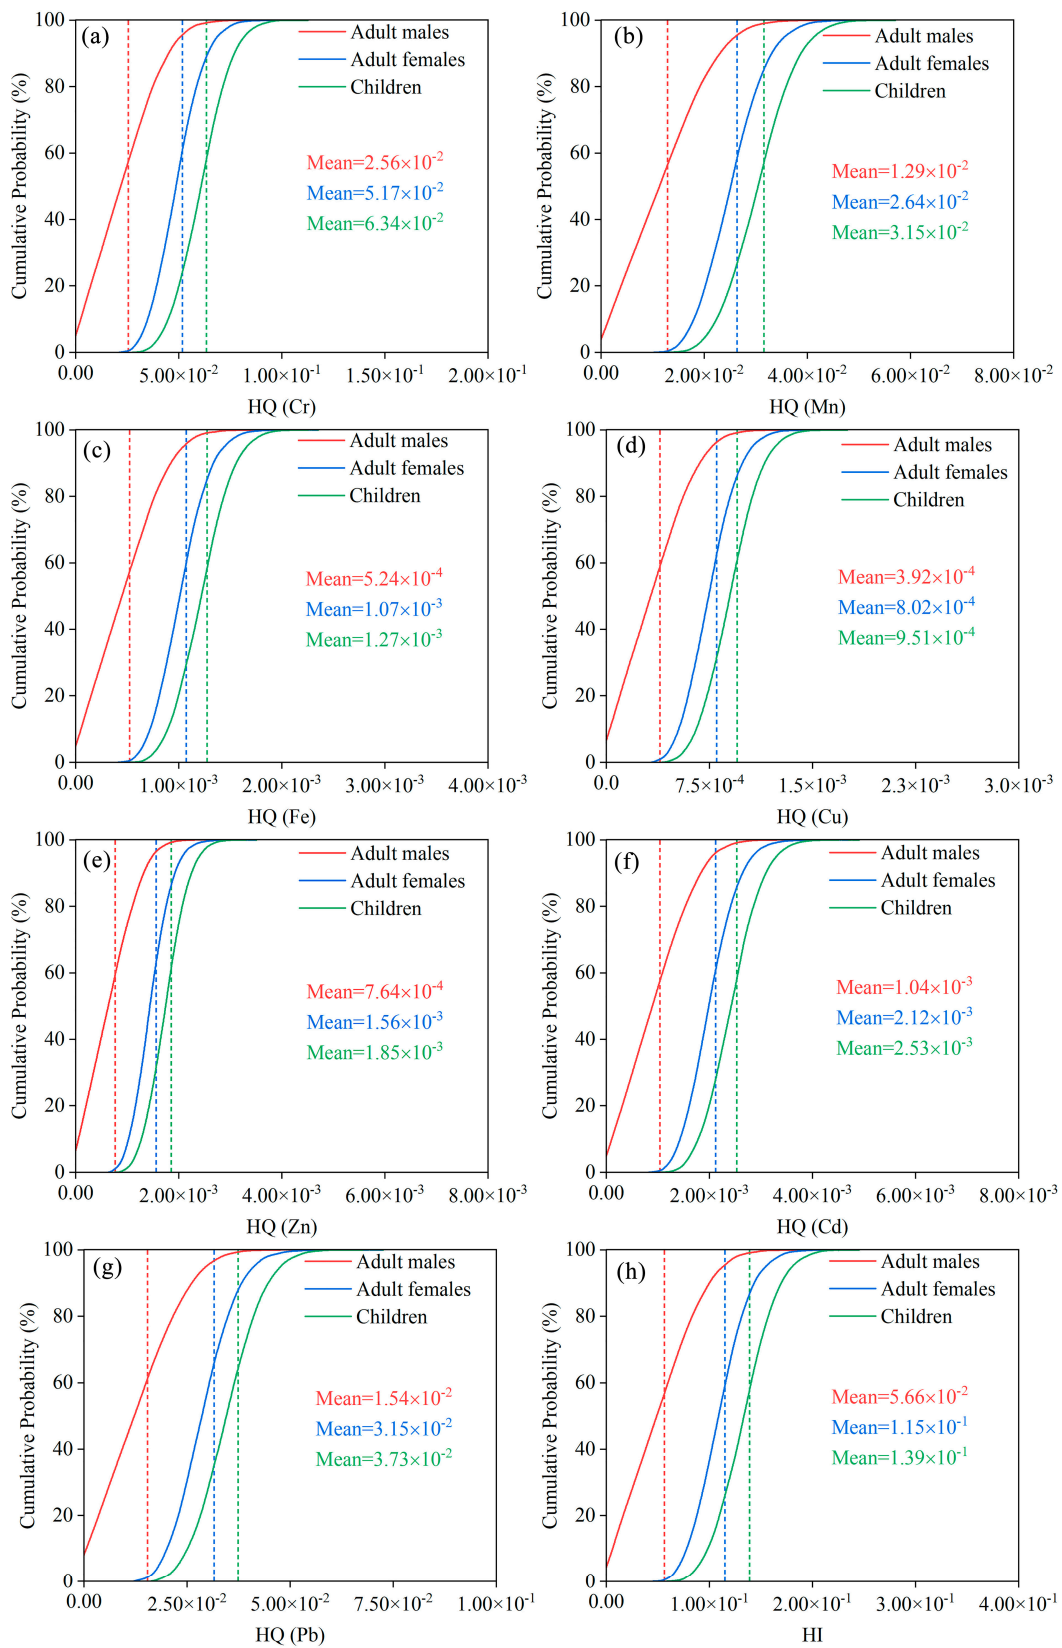 (a)
Adult males
Adult females
Children
Mean=2.56×10⁻²
Mean=5.17×10⁻²
Mean=6.34×10⁻²
Cumulative Probability (%)
100
80
60
40
20
0
0.00 5.00×10⁻² 1.00×10⁻¹ 1.50×10⁻¹ 2.00×10⁻¹
HQ (Cr)
(b)
Adult males
Adult females
Children
Mean=1.29×10⁻²
Mean=2.64×10⁻²
Mean=3.15×10⁻²
Cumulative Probability (%)
100
80
60
40
20
0
0.00 2.00×10⁻² 4.00×10⁻² 6.00×10⁻² 8.00×10⁻²
HQ (Mn)
(c)
Adult males
Adult females
Children
Mean=5.24×10⁻⁴
Mean=1.07×10⁻³
Mean=1.27×10⁻³
Cumulative Probability (%)
100
80
60
40
20
0
0.00 1.00×10⁻³ 2.00×10⁻³ 3.00×10⁻³ 4.00×10⁻³
HQ (Fe)
(d)
Adult males
Adult females
Children
Mean=3.92×10⁻⁴
Mean=8.02×10⁻⁴
Mean=9.51×10⁻⁴
Cumulative Probability (%)
100
80
60
40
20
0
0.0 7.5×10⁻⁴ 1.5×10⁻³ 2.3×10⁻³ 3.0×10⁻³
HQ (Cu)
(e)
Adult males
Adult females
Children
Mean=7.64×10⁻⁴
Mean=1.56×10⁻³
Mean=1.85×10⁻³
Cumulative Probability (%)
100
80
60
40
20
0
0.00 2.00×10⁻³ 4.00×10⁻³ 6.00×10⁻³ 8.00×10⁻³
HQ (Zn)
(f)
Adult males
Adult females
Children
Mean=1.04×10⁻³
Mean=2.12×10⁻³
Mean=2.53×10⁻³
Cumulative Probability (%)
100
80
60
40
20
0
0.00 2.00×10⁻³ 4.00×10⁻³ 6.00×10⁻³ 8.00×10⁻³
HQ (Cd)
(g)
Adult males
Adult females
Children
Mean=1.54×10⁻²
Mean=3.15×10⁻²
Mean=3.73×10⁻²
Cumulative Probability (%)
100
80
60
40
20
0
0.00 2.50×10⁻² 5.00×10⁻² 7.50×10⁻² 1.00×10⁻¹
HQ (Pb)
(h)
Adult males
Adult females
Children
Mean=5.66×10⁻²
Mean=1.15×10⁻¹
Mean=1.39×10⁻¹
Cumulative Probability (%)
100
80
60
40
20
0
0.00 1.00×10⁻¹ 2.00×10⁻¹ 3.00×10⁻¹ 4.00×10⁻¹
HI